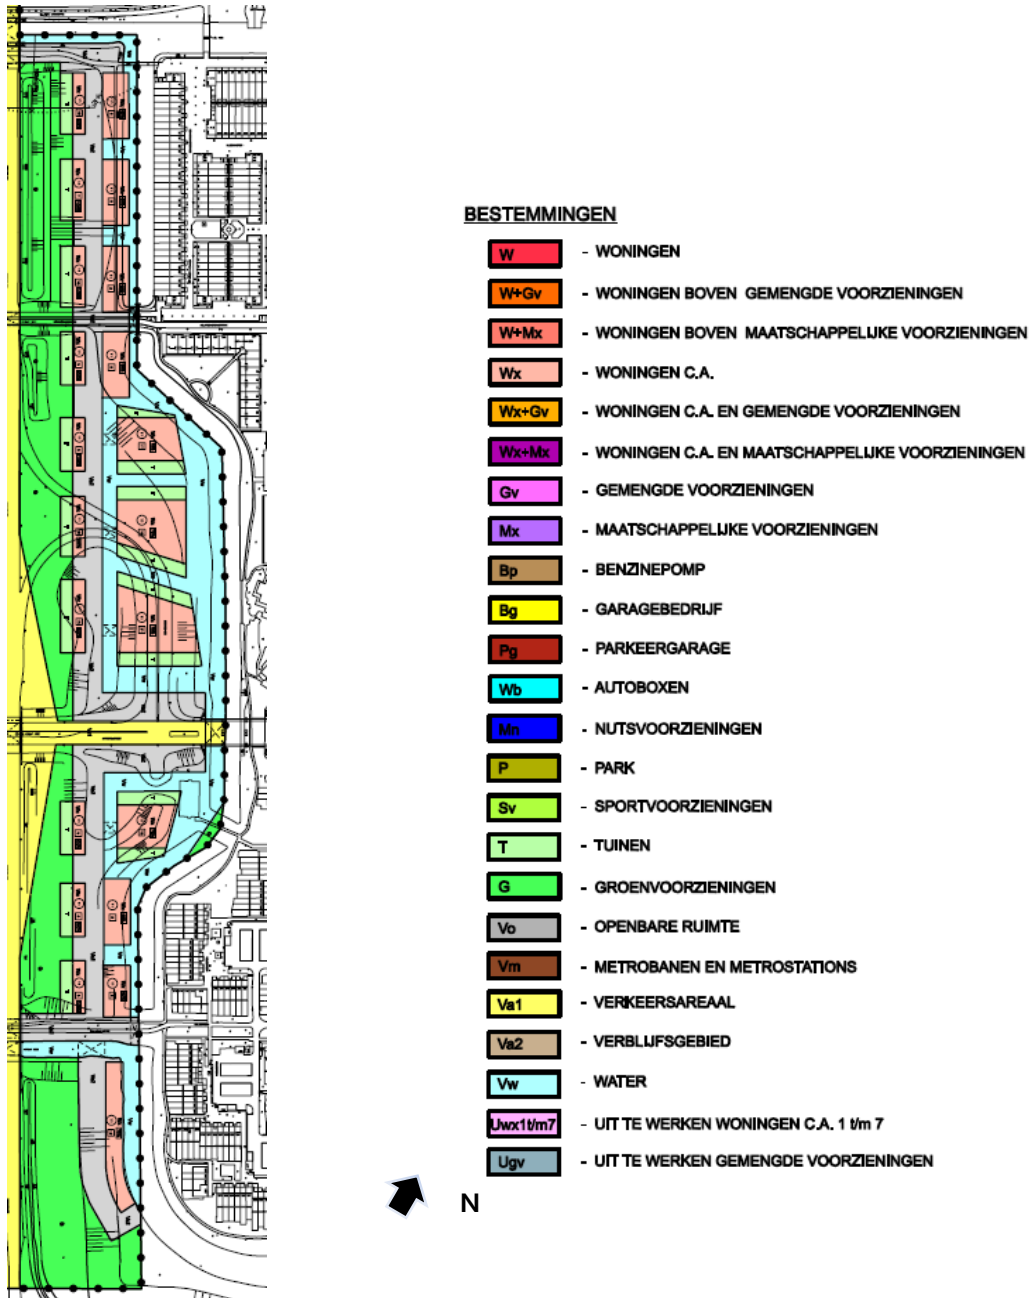 BESTEMMINGEN
W - WONINGEN
W+Gv - WONINGEN BOVEN GEMENGDE VOORZIENINGEN
W+Mx - WONINGEN BOVEN MAATSCHAPPELIJKE VOORZIENINGEN
Wx - WONINGEN C.A.
Wx+Gv - WONINGEN C.A. EN GEMENGDE VOORZIENINGEN
Wx+Mx - WONINGEN C.A. EN MAATSCHAPPELIJKE VOORZIENINGEN
Gv - GEMENGDE VOORZIENINGEN
Mx - MAATSCHAPPELIJKE VOORZIENINGEN
Bp - BENZINEPOMP
Bg - GARAGEBEDRIJF
Pg - PARKEERGARAGE
Wb - AUTOBOXEN
Mn - NUTSVOORZIENINGEN
P - PARK
Sv - SPORTVOORZIENINGEN
T - TUINEN
G - GROENVOORZIENINGEN
Vo - OPENBARE RUIMTE
Vm - METROBANEN EN METROSTATIONS
Va1 - VERKEERSAREAAL
Va2 - VERBLIJFSGEBIED
Vw - WATER
Uwx1t/m7 - UIT TE WERKEN WONINGEN C.A. 1 t/m 7
Ugv - UIT TE WERKEN GEMENGDE VOORZIENINGEN
N